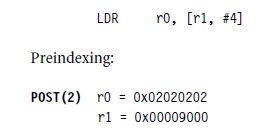 LDR r0, [r1, #4]
Preindexing:
POST(2) r0 = 0x02020202
r1 = 0x00009000